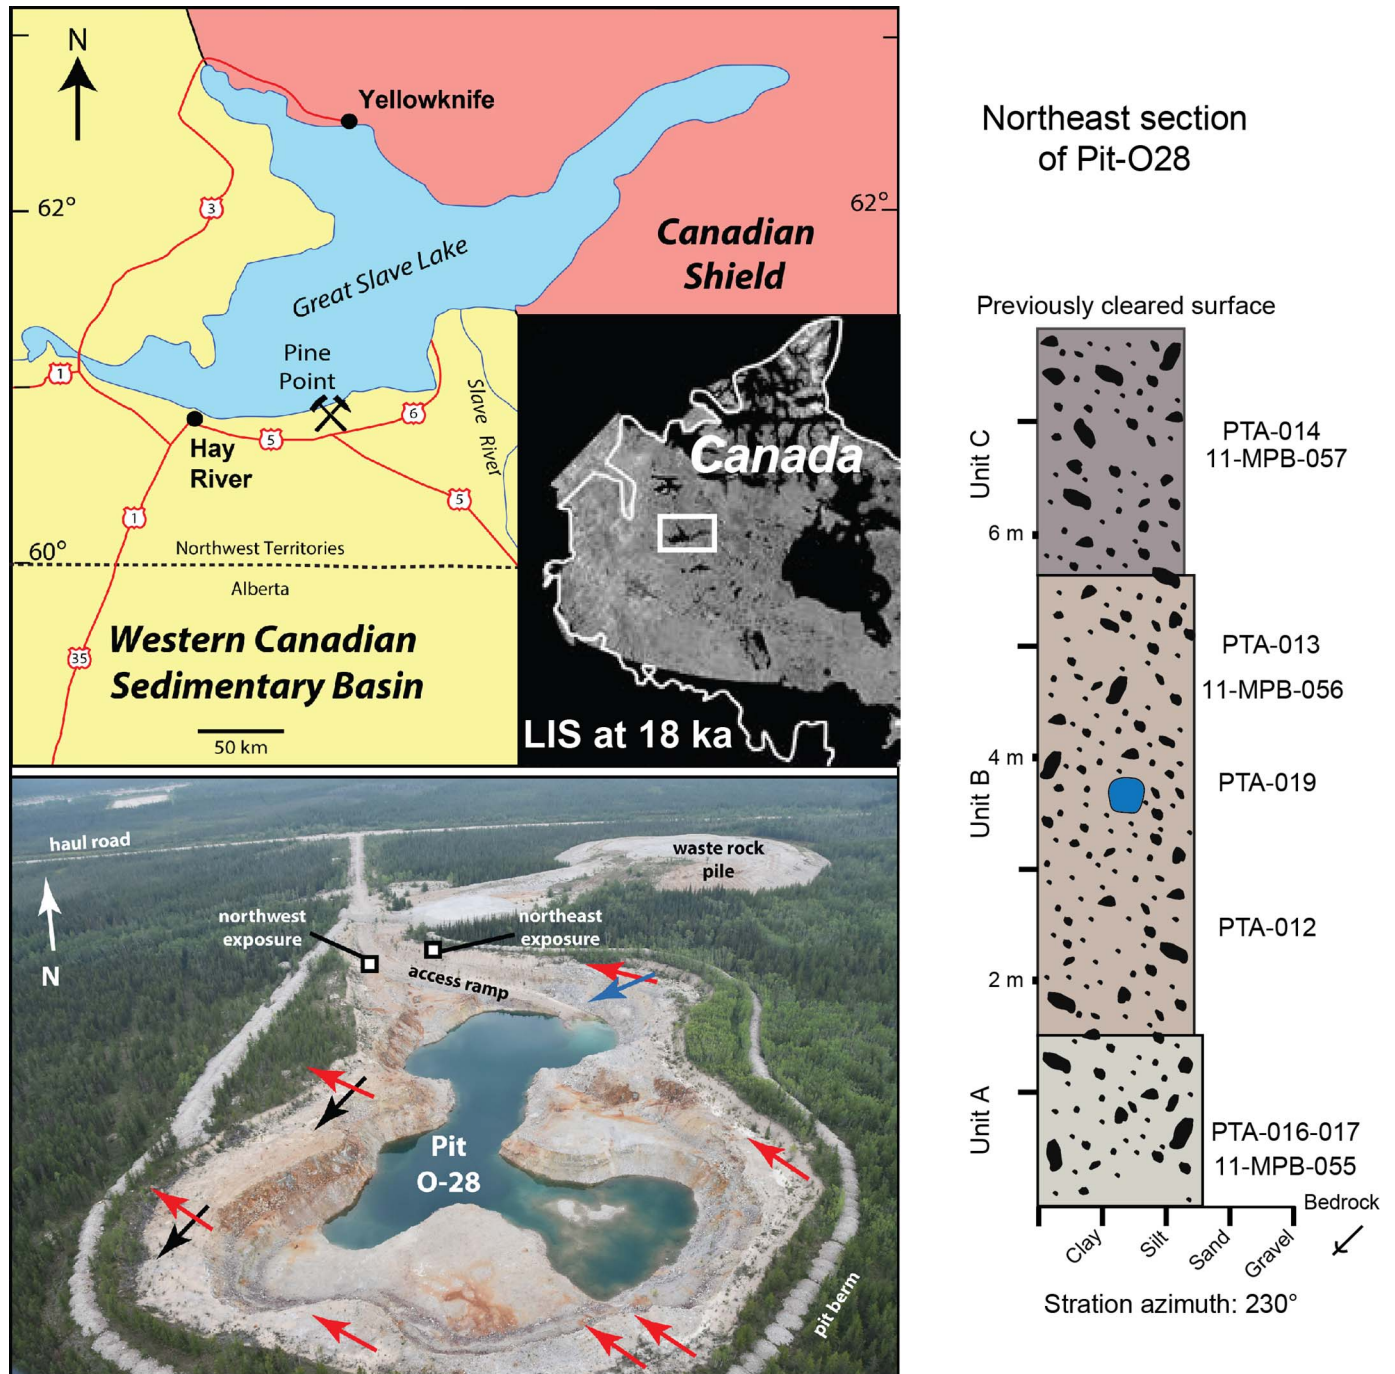 N
Yellowknife
3
62°
62°
Canadian
Shield
Great Slave Lake
Pine
Point
1
6
5
Hay
River
Slave River
5
1
60°
Northwest Territories
Alberta
Western Canadian
Sedimentary Basin
35
50 km
Canada
LIS at 18 ka
haul road
waste rock
pile
northwest
exposure
northeast
exposure
N
access ramp
Pit
O-28
pit berm
Northeast section
of Pit-O28
Previously cleared surface
Unit C
PTA-014
11-MPB-057
6 m
Unit B
PTA-013
11-MPB-056
4 m
PTA-019
PTA-012
2 m
Unit A
PTA-016-017
11-MPB-055
Bedrock
Clay
Silt
Sand
Gravel
Stration azimuth: 230°